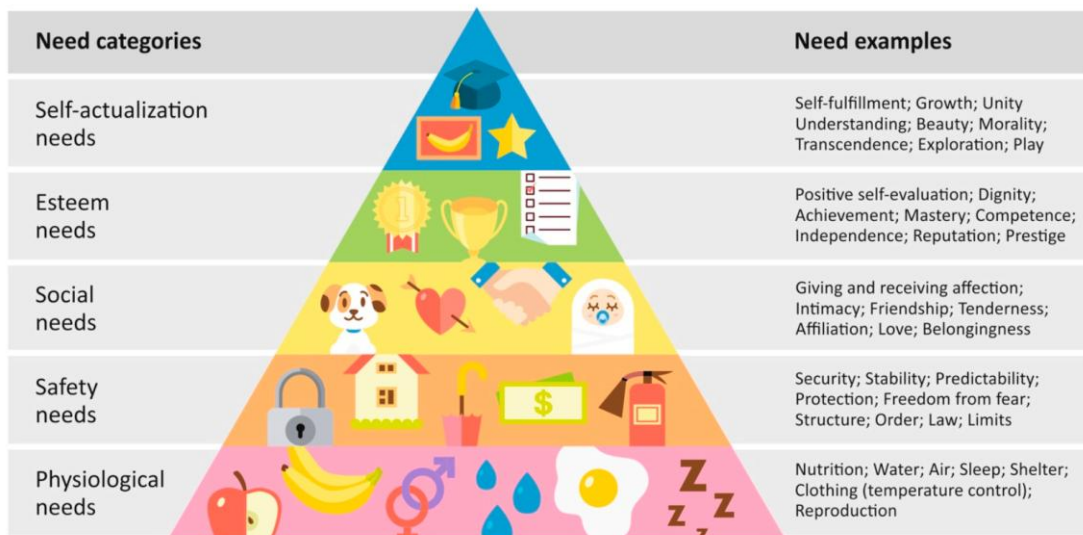 Need categories
Need examples
Self-actualization
needs
Self-fulfillment; Growth; Unity
Understanding; Beauty; Morality;
Transcendence; Exploration; Play
Esteem
needs
1
Positive self-evaluation; Dignity;
Achievement; Mastery; Competence;
Independence; Reputation; Prestige
Social
needs
Giving and receiving affection;
Intimacy; Friendship; Tenderness;
Affiliation; Love; Belongingness
Safety
needs
$
Security; Stability; Predictability;
Protection; Freedom from fear;
Structure; Order; Law; Limits
Physiological
needs
Z
Z
Z
Z
z
Nutrition; Water; Air; Sleep; Shelter;
Clothing (temperature control);
Reproduction